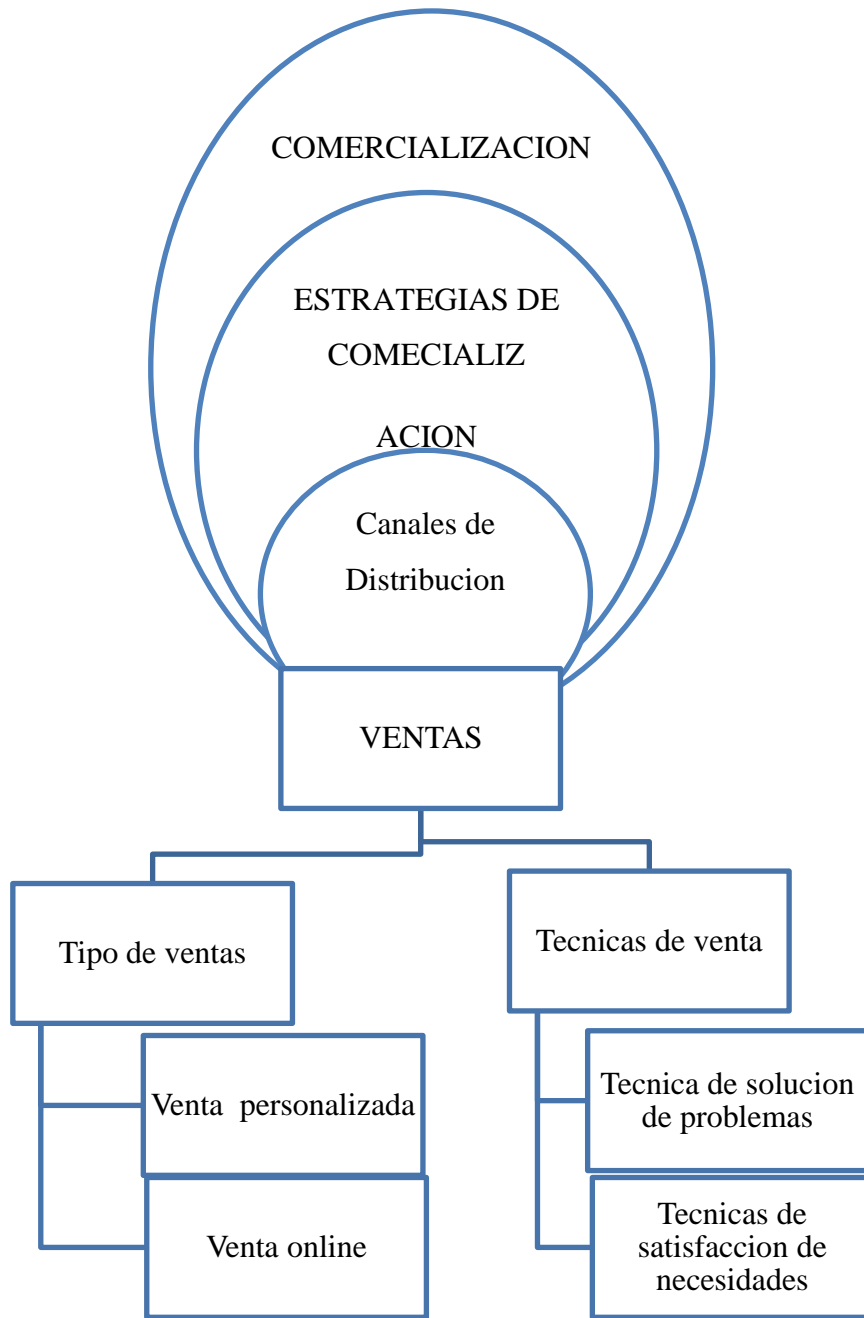 COMERCIALIZACION
ESTRATEGIAS DE
COMECIALIZ
ACION
Canales de
Distribucion
VENTAS
Tipo de ventas
Tecnicas de venta
Venta  personalizada
Tecnica de solucion
de problemas
Venta online
Tecnicas de
satisfaccion de
necesidades